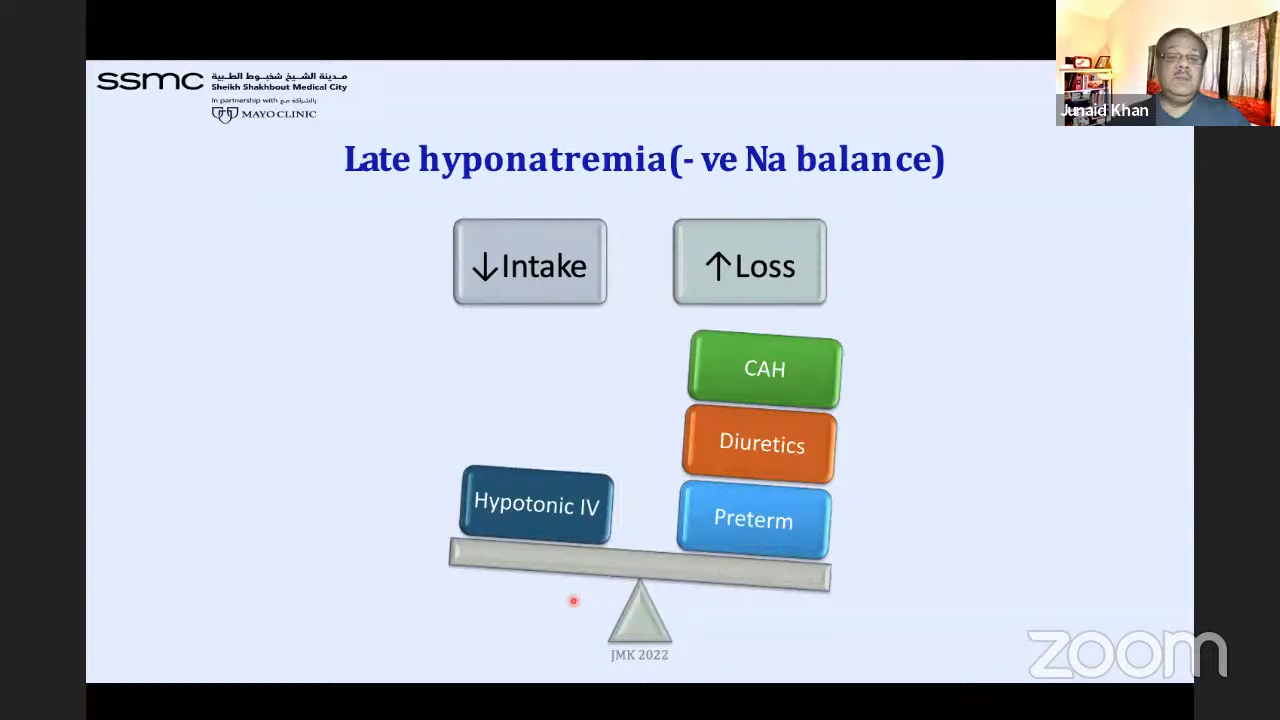 SSMC
مدينة الشيخ شخبوط الطبية
Sheikh Shakhbout Medical City
In partnership with بالشراكة مع
MAYO CLINIC
Junaid Khan
Late hyponatremia(- ve Na balance)
↓Intake
↑Loss
CAH
Diuretics
Hypotonic IV
Preterm
JMK 2022
zoom